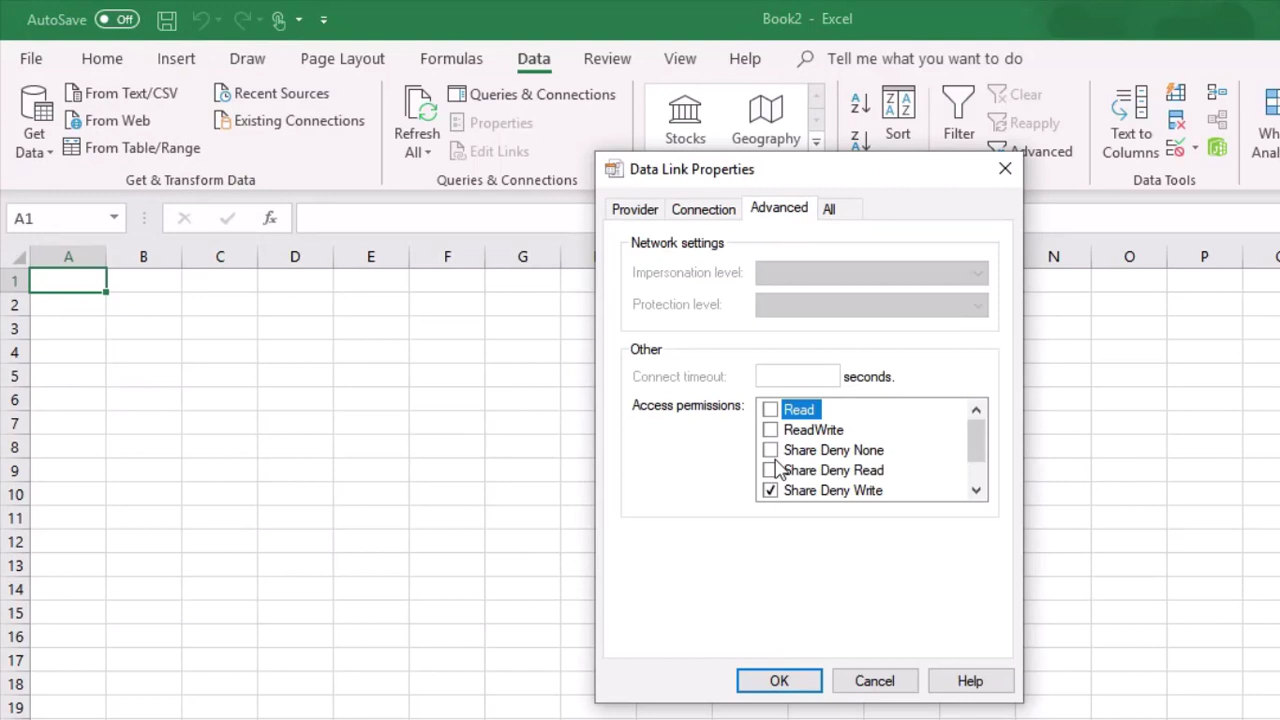 AutoSave Off
Book2 - Excel
File Home Insert Draw Page Layout Formulas Data Review View Help Tell me what you want to do
Get Data
From Text/CSV
From Web
From Table/Range
Recent Sources
Existing Connections
Get & Transform Data
Refresh All
Queries & Connections
Properties
Edit Links
Queries & Connections
Stocks
Geography
A Z
Z A
Z A A Z
Sort
Filter
Clear
Reapply
Advanced
Text to
Columns
Data Tools
A1
fx
A B C D E F G N O P
1
2
3
4
5
6
7
8
9
10
11
12
13
14
15
16
17
18
19
Data Link Properties
Provider Connection Advanced All
Network settings
Impersonation level:
Protection level:
Other
Connect timeout: seconds.
Access permissions:
Read
ReadWrite
Share Deny None
Share Deny Read
Share Deny Write
OK Cancel Help